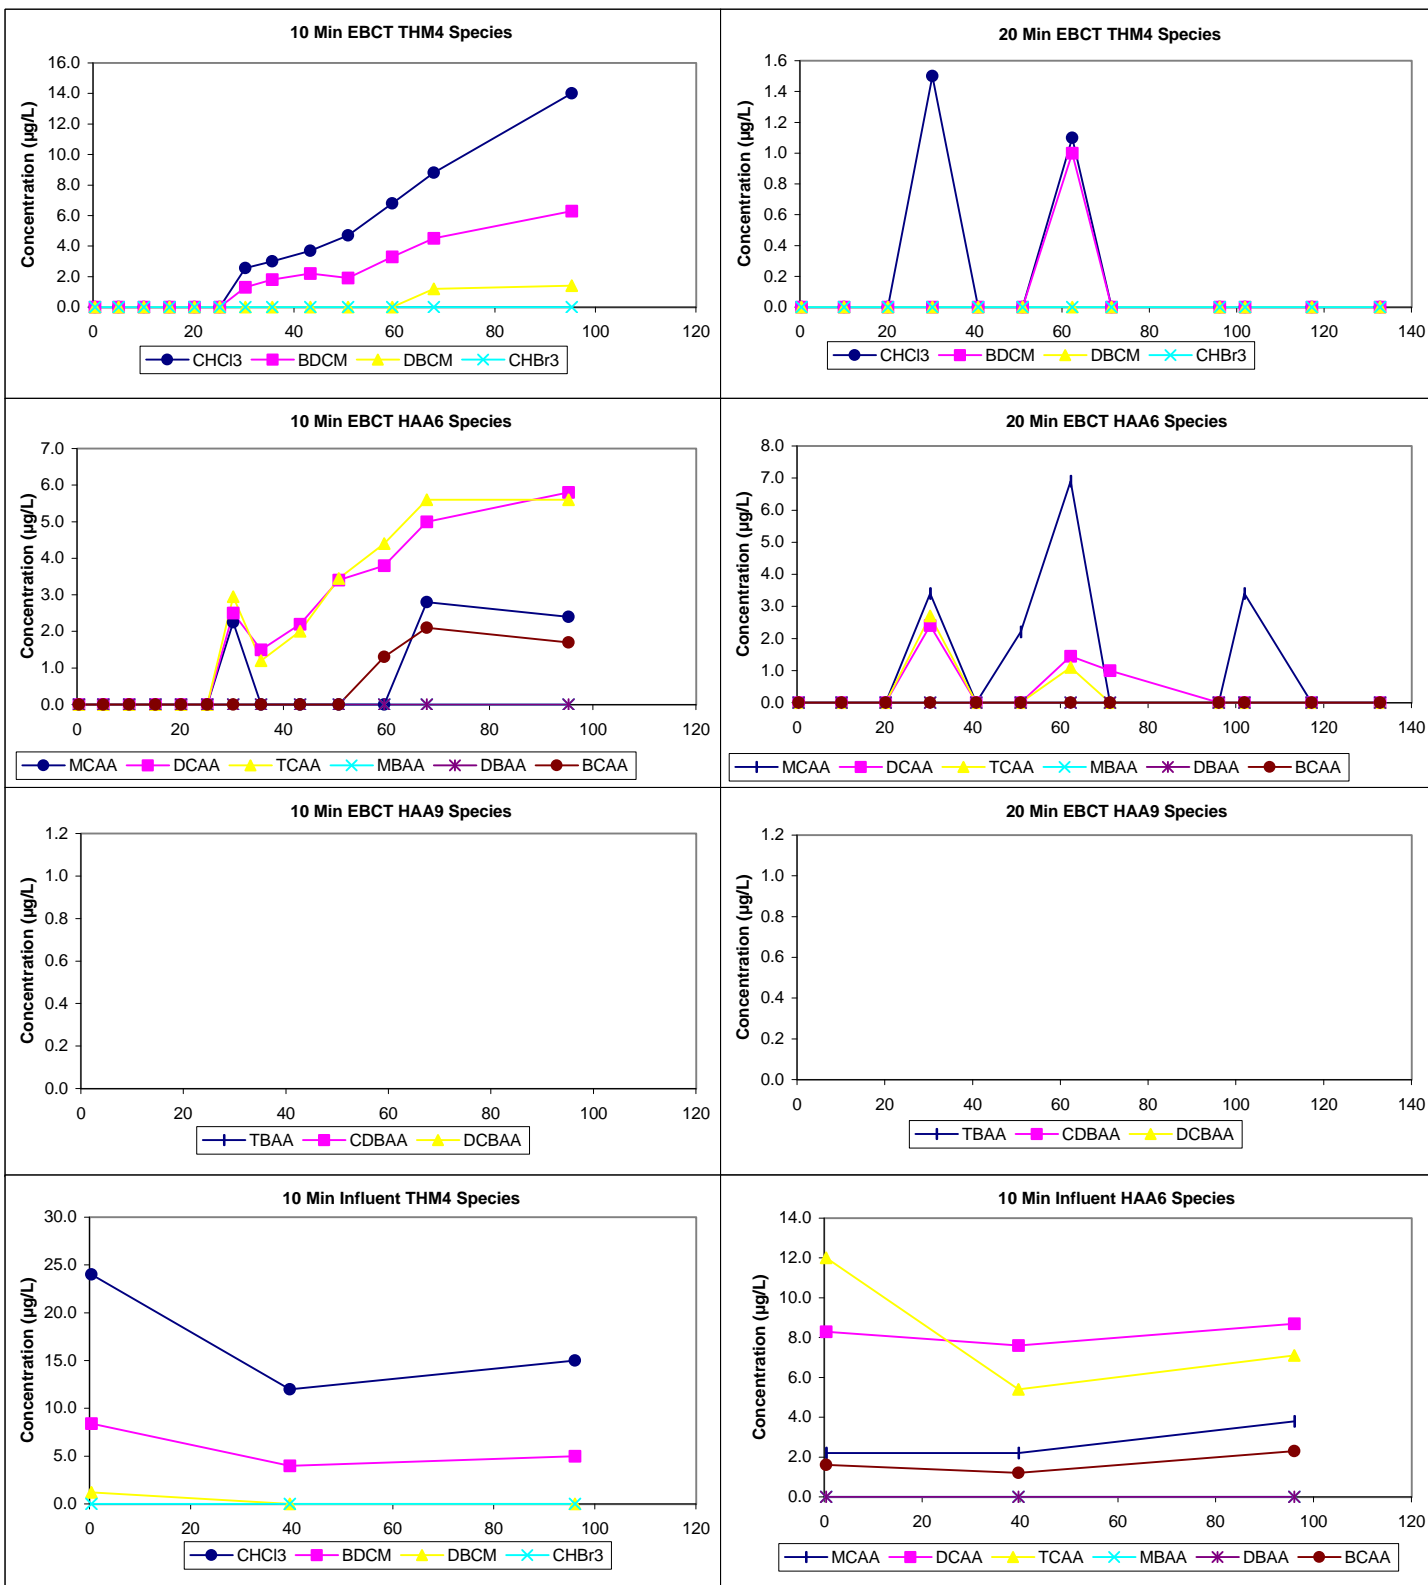 10 Min EBCT THM4 Species
Concentration (µg/L)
16.0
14.0
12.0
10.0
8.0
6.0
4.0
2.0
0.0
0 20 40 60 80 100 120
CHCl3 BDCM DBCM CHBr3
20 Min EBCT THM4 Species
Concentration (µg/L)
1.6
1.4
1.2
1.0
0.8
0.6
0.4
0.2
0.0
0 20 40 60 80 100 120 140
CHCl3 BDCM DBCM CHBr3
10 Min EBCT HAA6 Species
Concentration (µg/L)
7.0
6.0
5.0
4.0
3.0
2.0
1.0
0.0
0 20 40 60 80 100 120
MCAA DCAA TCAA MBAA DBAA BCAA
20 Min EBCT HAA6 Species
Concentration (µg/L)
8.0
7.0
6.0
5.0
4.0
3.0
2.0
1.0
0.0
0 20 40 60 80 100 120 140
MCAA DCAA TCAA MBAA DBAA BCAA
10 Min EBCT HAA9 Species
Concentration (µg/L)
1.2
1.0
0.8
0.6
0.4
0.2
0.0
0 20 40 60 80 100 120
TBAA CDBAA DCBAA
20 Min EBCT HAA9 Species
Concentration (µg/L)
1.2
1.0
0.8
0.6
0.4
0.2
0.0
0 20 40 60 80 100 120 140
TBAA CDBAA DCBAA
10 Min Influent THM4 Species
Concentration (µg/L)
30.0
25.0
20.0
15.0
10.0
5.0
0.0
0 20 40 60 80 100 120
CHCl3 BDCM DBCM CHBr3
10 Min Influent HAA6 Species
Concentration (µg/L)
14.0
12.0
10.0
8.0
6.0
4.0
2.0
0.0
0 20 40 60 80 100 120
MCAA DCAA TCAA MBAA DBAA BCAA